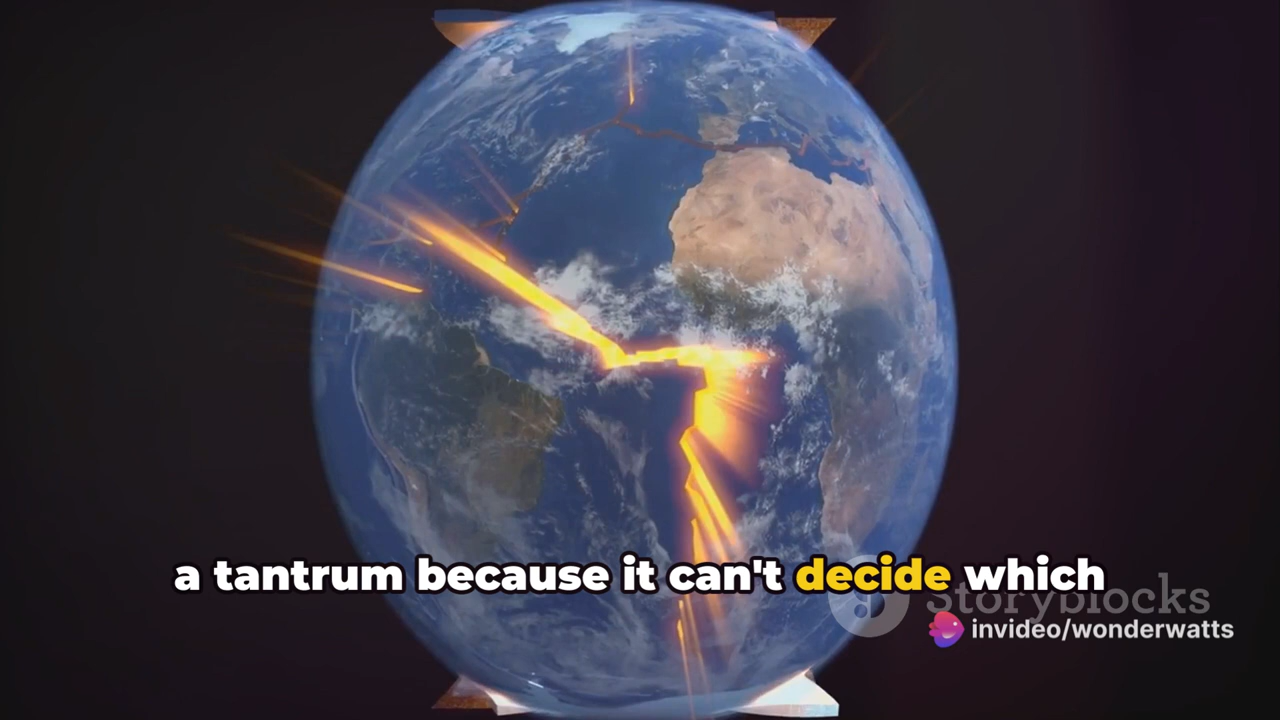 a tantrum because it can't decide which
Storyblocks
invideo/wonderwatts